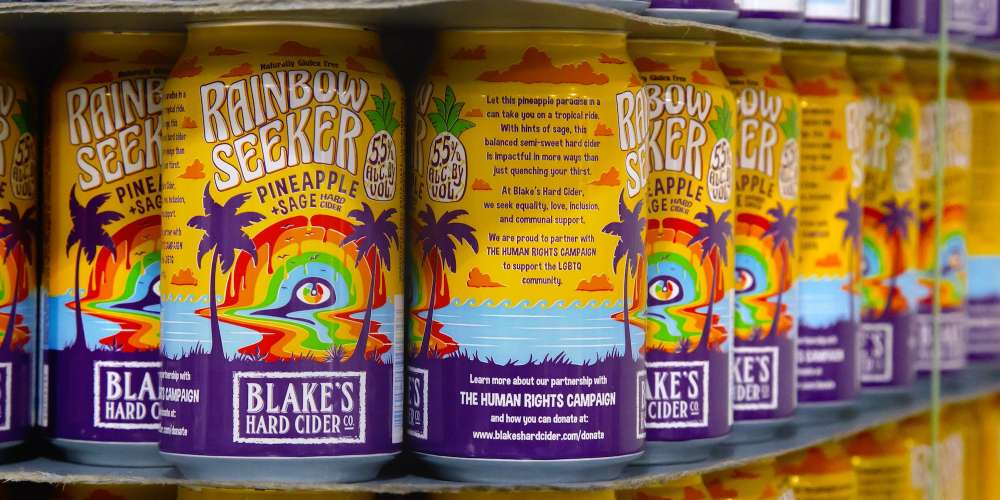 Naturally Gluten Free
RAINBOW
SEEKER
PINEAPPLE
+SAGE HARD
CIDER
5.5%
ALC. BY
VOL.
BLAKE'S
HARD CIDER CO.
Let this pineapple paradise in a
can take you on a tropical ride.
With hints of sage, this
balanced semi-sweet hard cider
is impactful in more ways than
just quenching your thirst.
At Blake's Hard Cider,
we seek equality, love, inclusion,
and communal support.
We are proud to partner with
THE HUMAN RIGHTS CAMPAIGN
to support the LGBTQ
community.
5.5%
ALC. BY
VOL.
Learn more about our partnership with
THE HUMAN RIGHTS CAMPAIGN
and how you can donate at:
www.blakeshardcider.com/donate